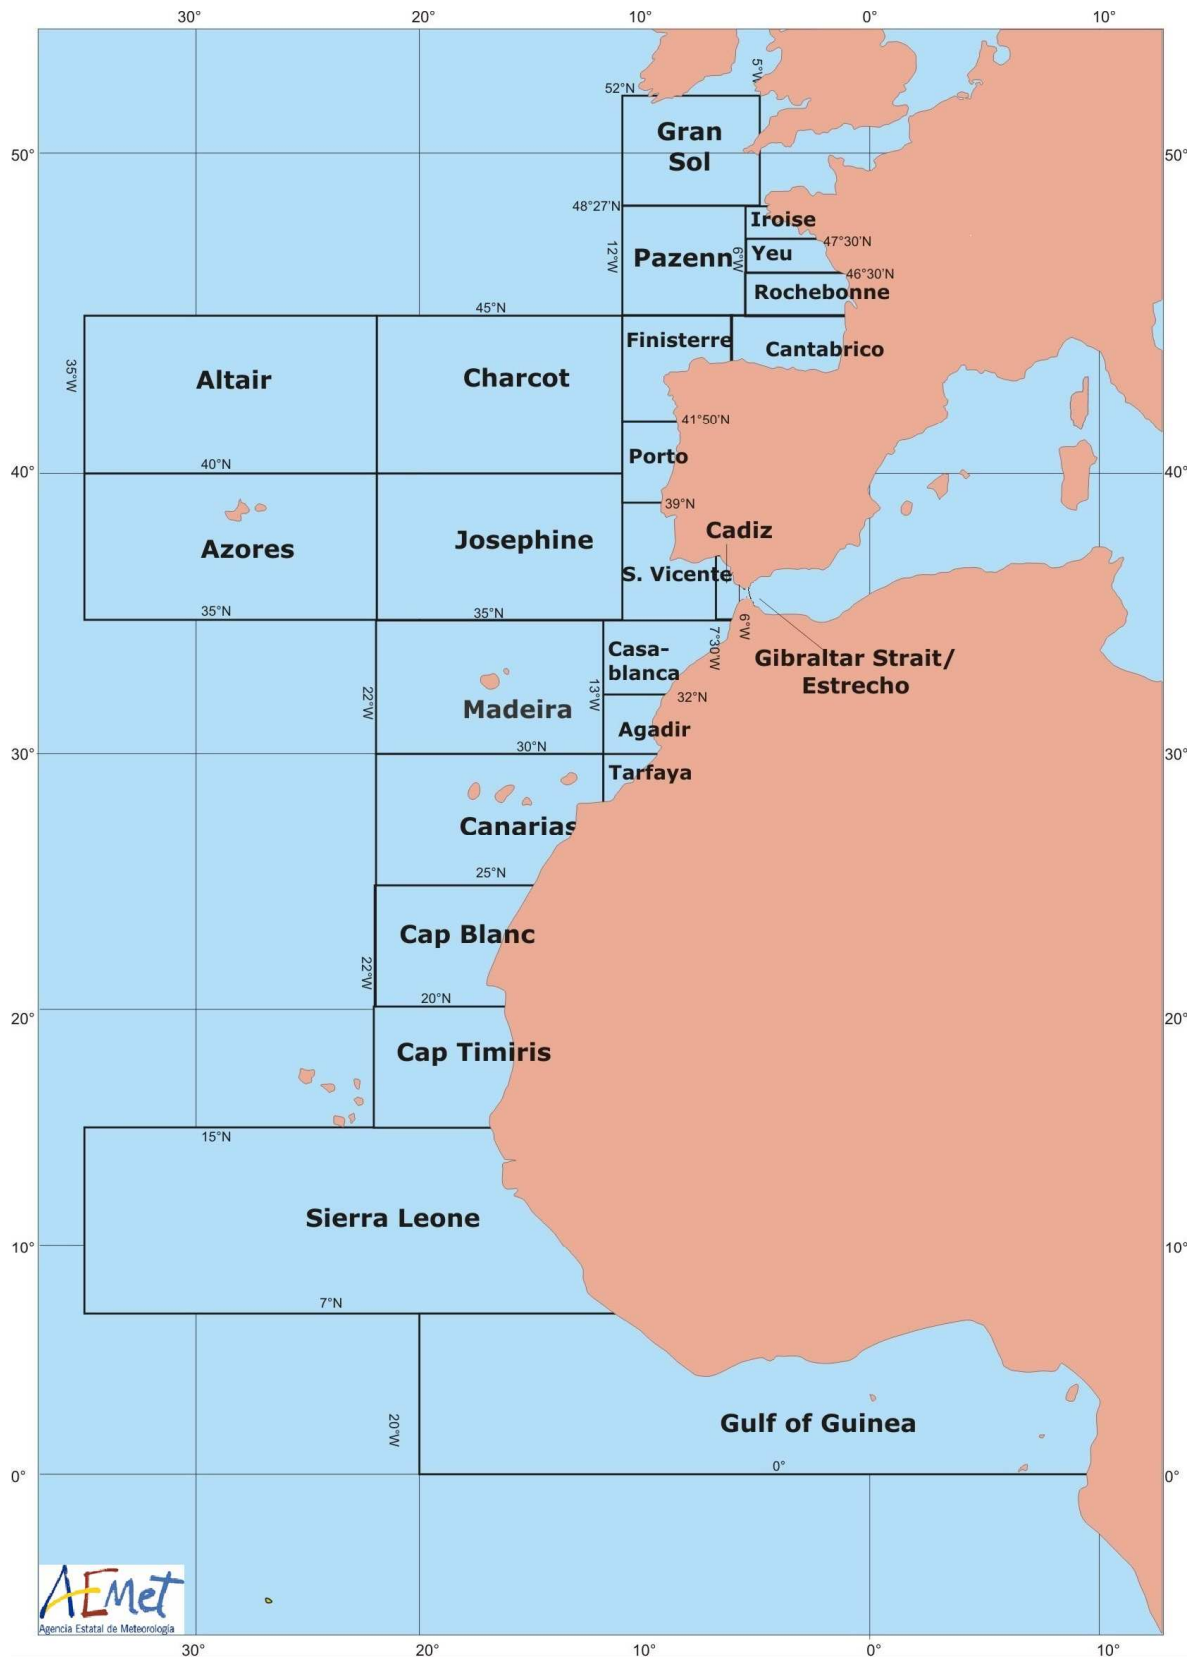 30°
20°
10°
0°
10°
5°W
52°N
Gran
Sol
50°
50°
48°27’N
Iroise
47°30’N
12°W
Pazenn
6°W
Yeu
46°30’N
Rochebonne
45°N
Finisterre
Cantabrico
35°W
Altair
Charcot
41°50’N
Porto
40°N
40°
40°
39°N
Cadiz
Azores
Josephine
S. Vicente
35°N
35°N
6°W
7°30’W
Casa-
blanca
Gibraltar Strait/
Estrecho
22°W
13°W
32°N
Madeira
Agadir
30°N
30°
30°
Tarfaya
Canarias
25°N
Cap Blanc
22°W
20°N
20°
20°
Cap Timiris
15°N
Sierra Leone
10°
10°
7°N
20°W
Gulf of Guinea
0°
0°
0°
AEMet
Agencia Estatal de Meteorología
30°
20°
10°
0°
10°